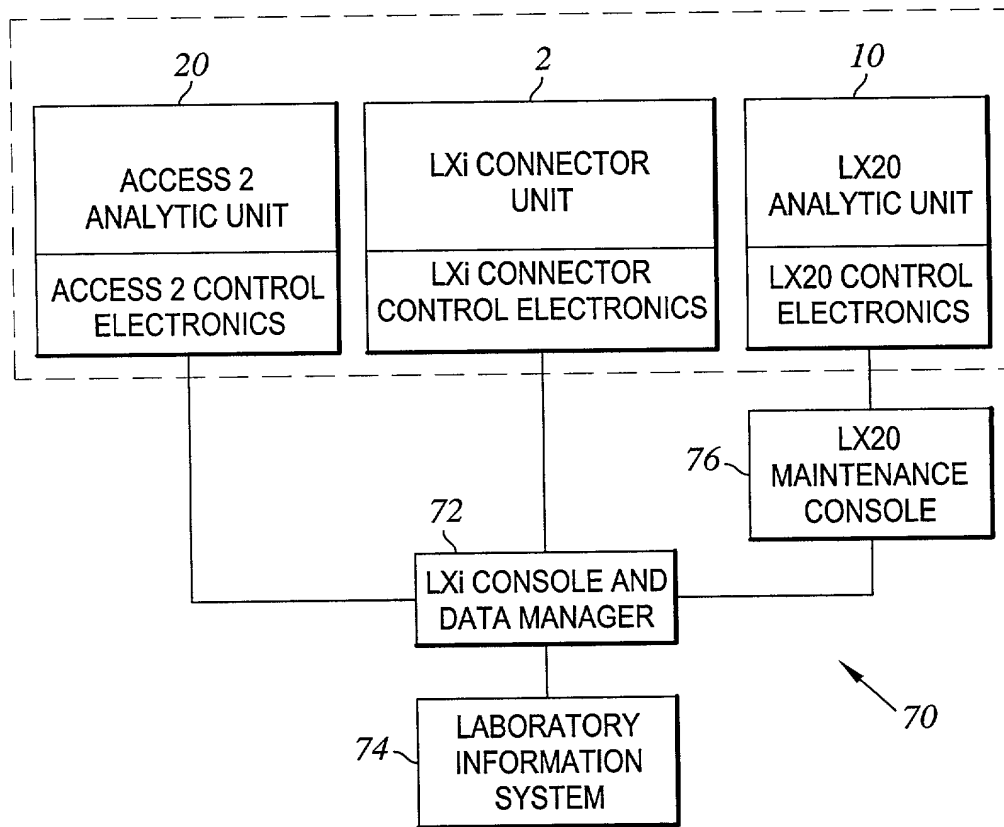 20
2
10
ACCESS 2
ANALYTIC UNIT
LXi CONNECTOR
UNIT
LX20
ANALYTIC UNIT
ACCESS 2 CONTROL
ELECTRONICS
LXi CONNECTOR
CONTROL ELECTRONICS
LX20 CONTROL
ELECTRONICS
76
LX20
MAINTENANCE
CONSOLE
72
LXi CONSOLE AND
DATA MANAGER
70
74
LABORATORY
INFORMATION
SYSTEM